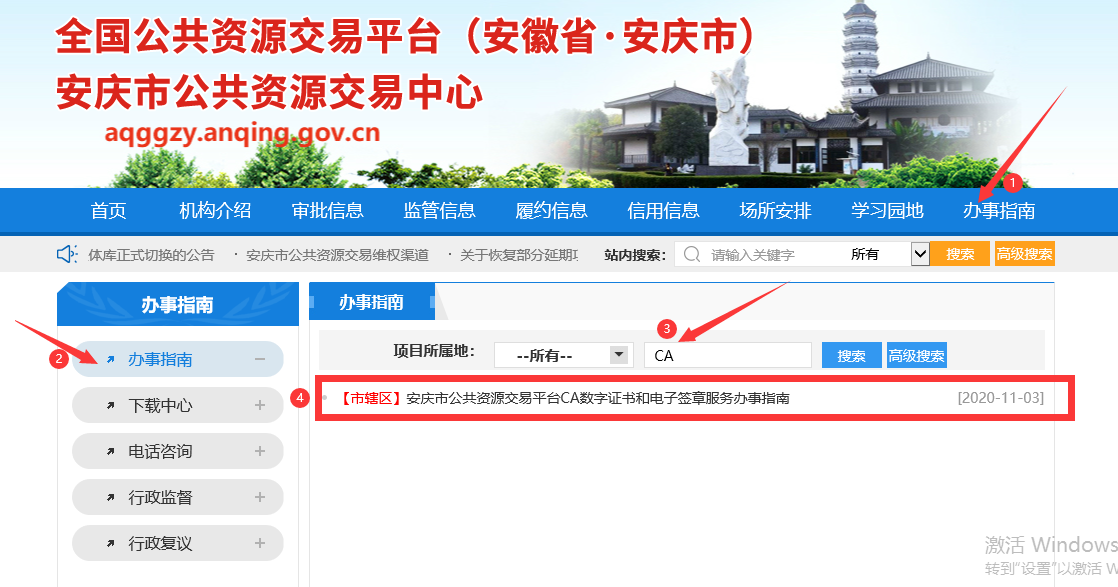 全国公共资源交易平台（安徽省·安庆市）
安庆市公共资源交易中心
aqggzy.anqing.gov.cn
1
首页 机构介绍 审批信息 监管信息 履约信息 信用信息 场所安排 学习园地 办事指南
体库正式切换的公告 · 安庆市公共资源交易维权渠道 · 关于恢复部分延期项 站内搜索： 请输入关键字 所有 搜索 高级搜索
办事指南 办事指南
3
2 办事指南 －
项目所属地： --所有-- CA 搜索 高级搜索
4 【市辖区】安庆市公共资源交易平台CA数字证书和电子签章服务办事指南 [2020-11-03]
下载中心 +
电话咨询 +
行政监督 +
行政复议 +
激活 Windows
转到"设置"以激活 W